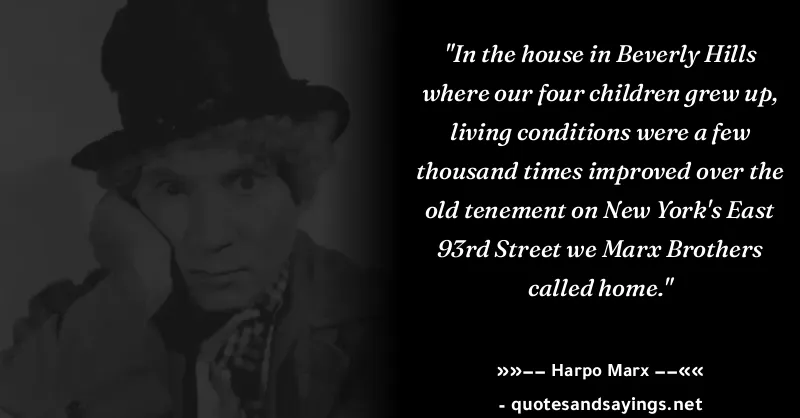 "In the house in Beverly Hills
where our four children grew up,
living conditions were a few
thousand times improved over the
old tenement on New York's East
93rd Street we Marx Brothers
called home."
»»−− Harpo Marx −−««
- quotesandsayings.net